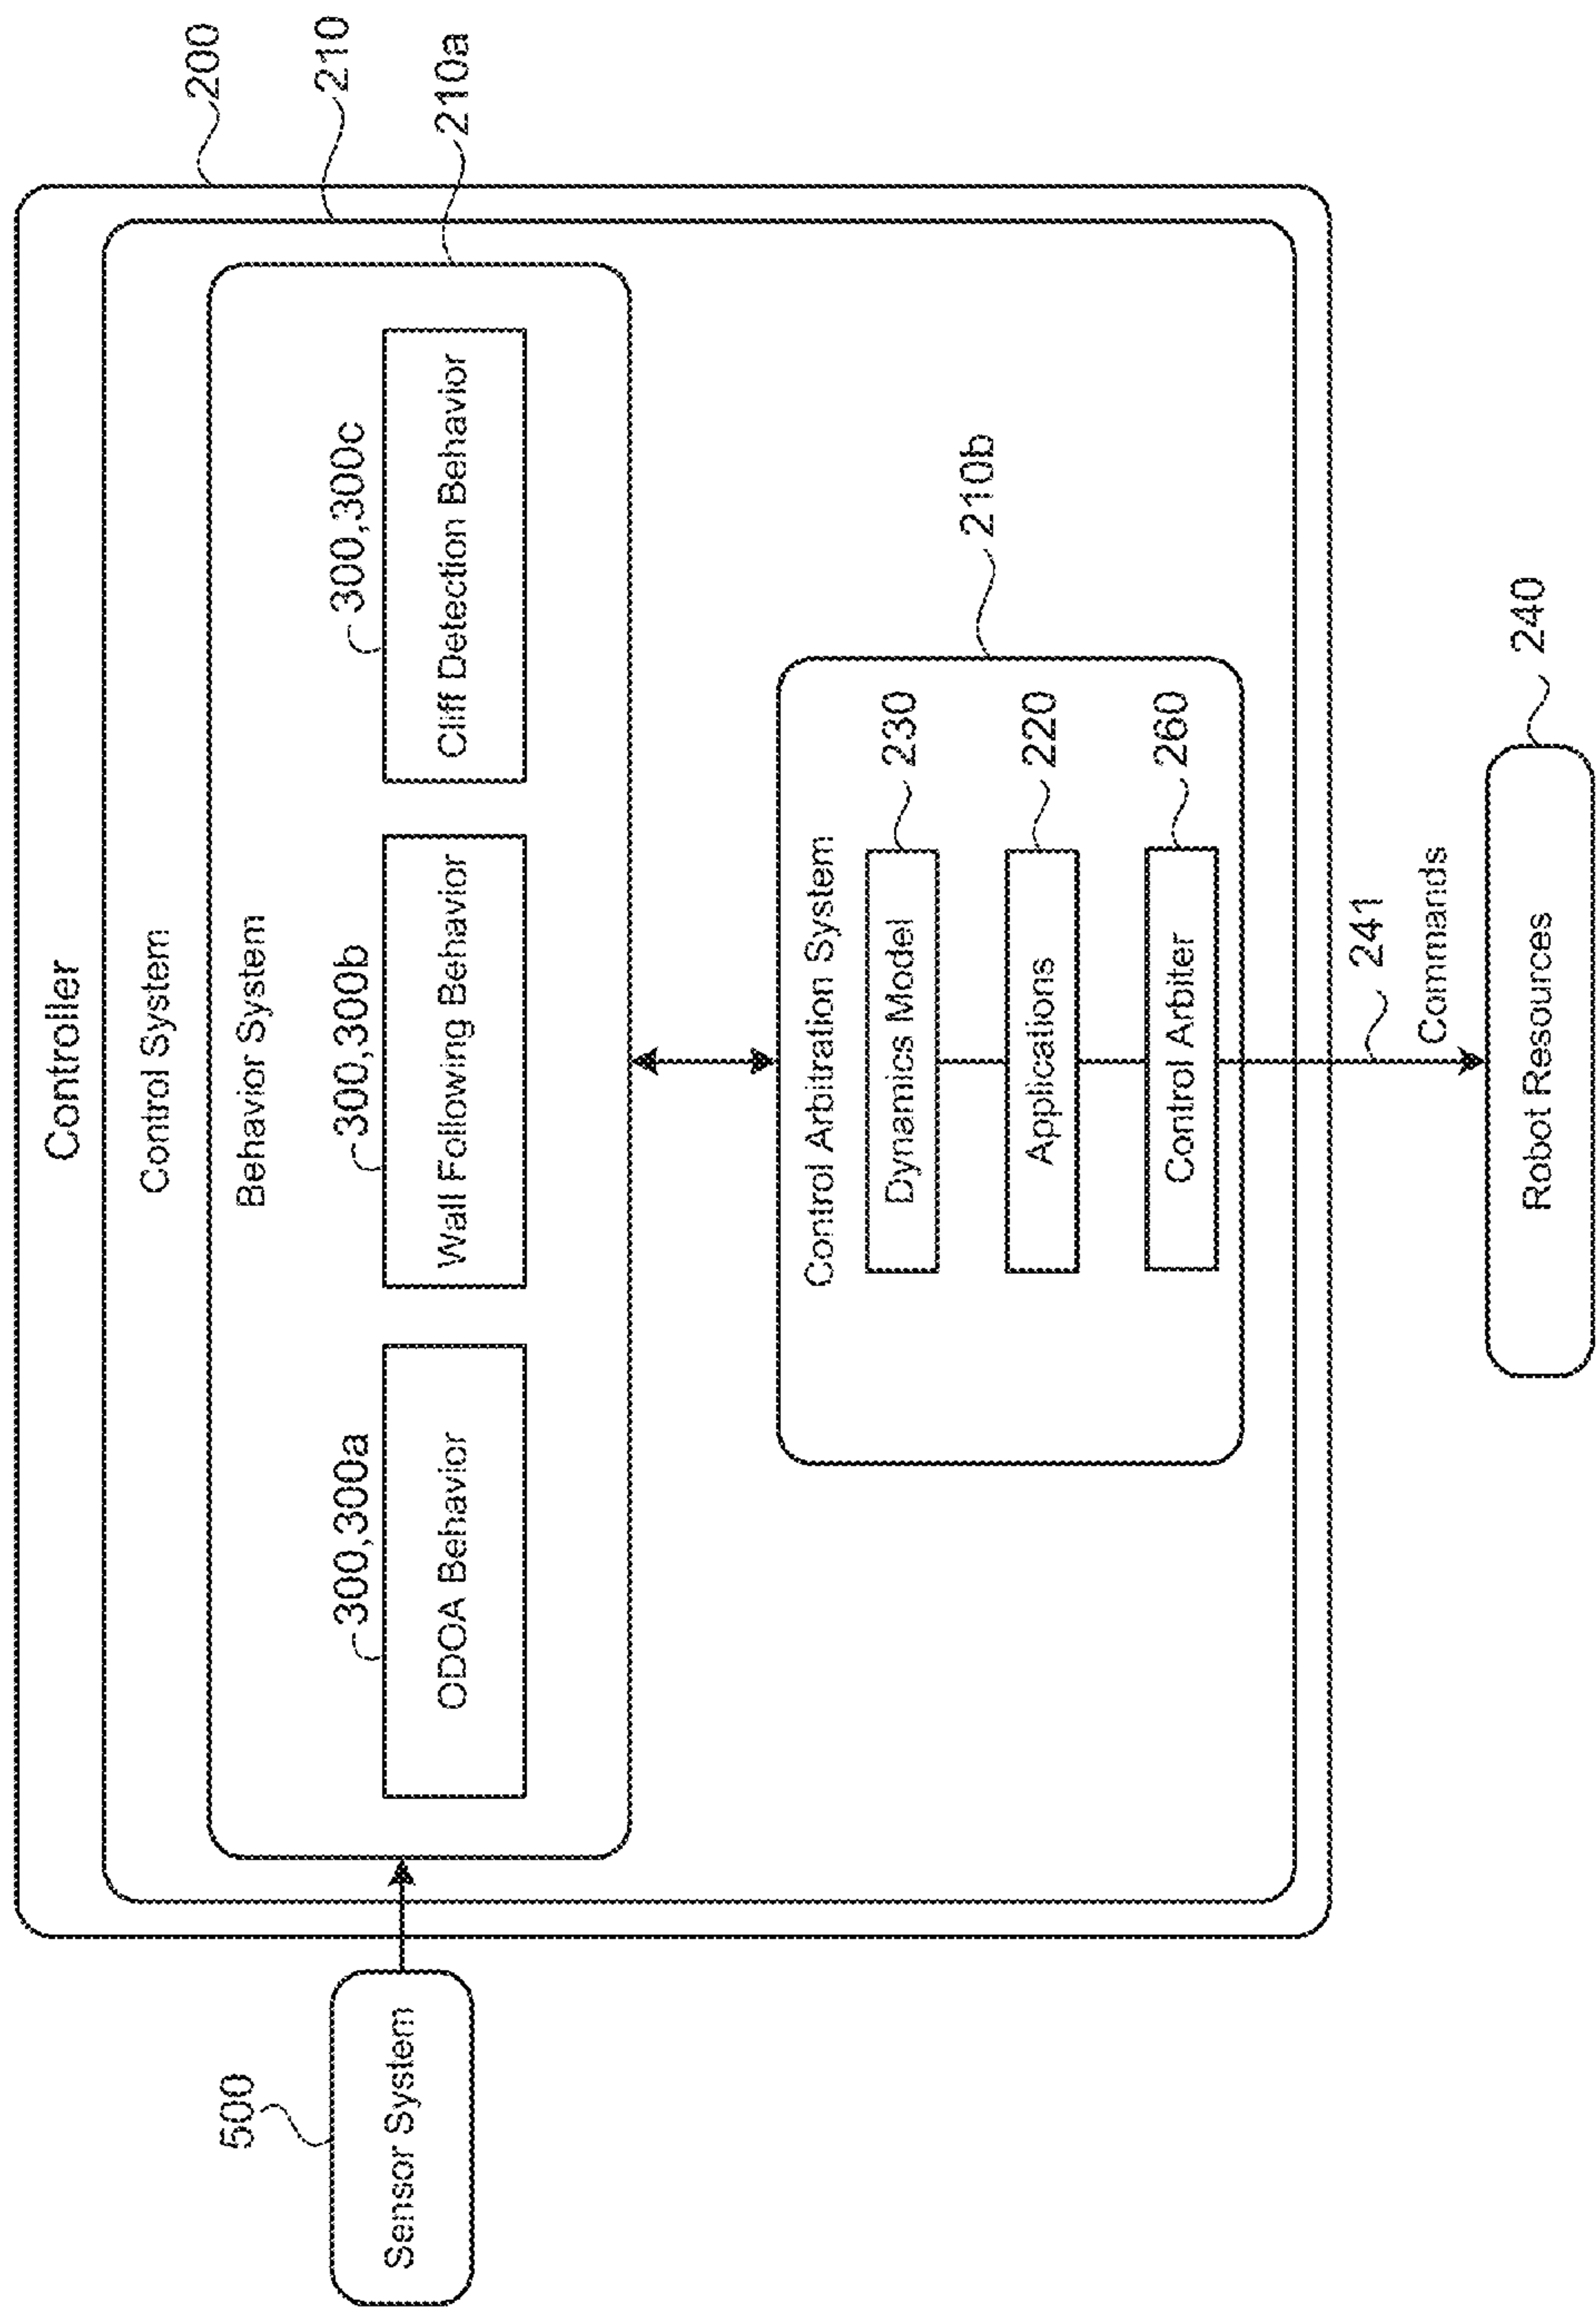 Controller
200
Control System
210
Behavior System
210a
300,300a
300,300b
300,300c
ODOA Behavior
Wall Following Behavior
Cliff Detection Behavior
500
Sensor System
210b
Control Arbitration System
Dynamics Model
230
Applications
220
Control Arbiter
260
241
Commands
Robot Resources
240